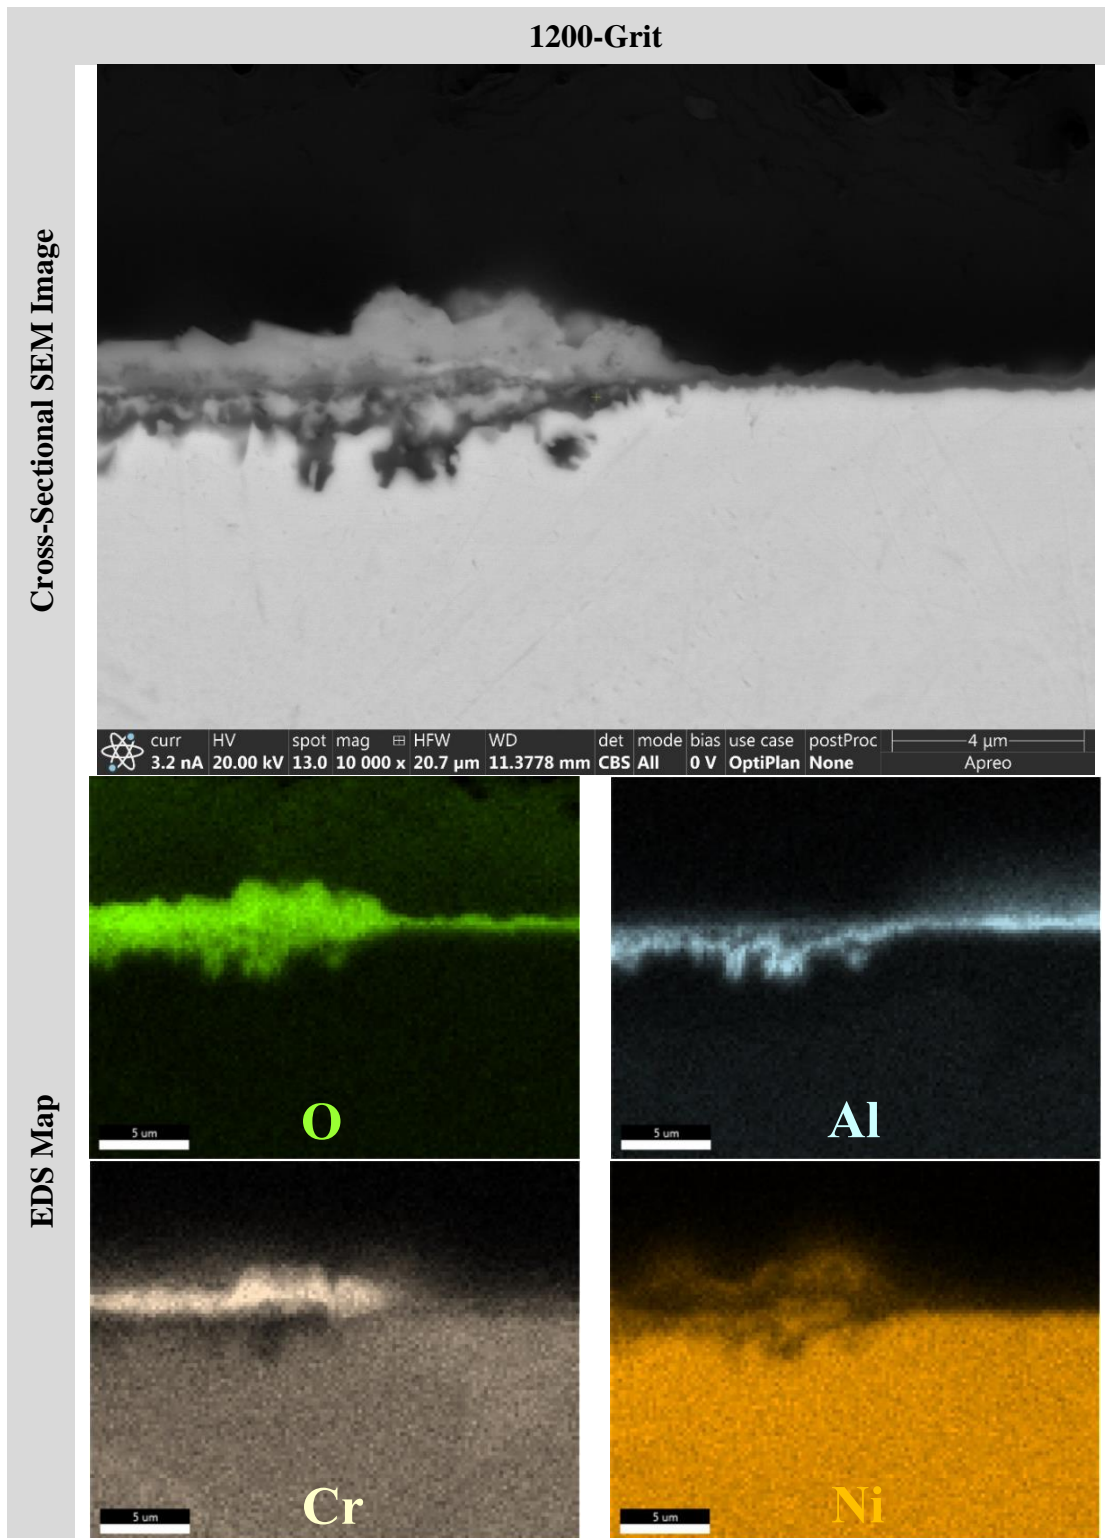 1200-Grit
Cross-Sectional SEM Image
curr HV spot mag HFW WD det mode bias use case postProc 4 µm
3.2 nA 20.00 kV 13.0 10 000 x 20.7 µm 11.3778 mm CBS All 0 V OptiPlan None Apreo
EDS Map
O
5 um
Al
5 um
Cr
5 um
Ni
5 um